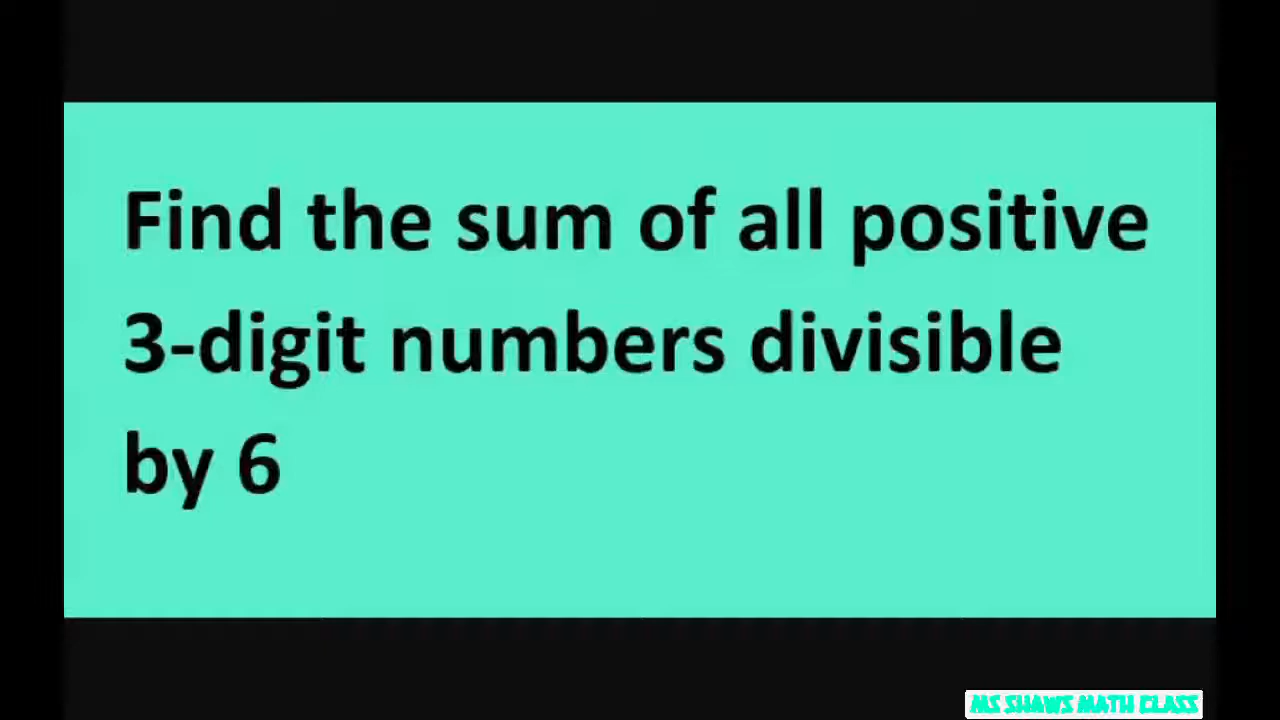 Find the sum of all positive
3-digit numbers divisible
by 6
MS SHAWS MATH CLASS